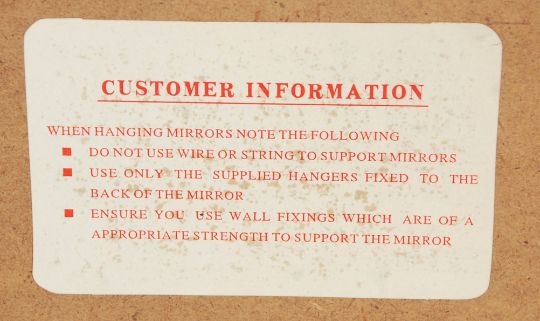 CUSTOMER INFORMATION
WHEN HANGING MIRRORS NOTE THE FOLLOWING
■ DO NOT USE WIRE OR STRING TO SUPPORT MIRRORS
■ USE ONLY THE SUPPLIED HANGERS FIXED TO THE
BACK OF THE MIRROR
■ ENSURE YOU USE WALL FIXINGS WHICH ARE OF A
APPROPRIATE STRENGTH TO SUPPORT THE MIRROR